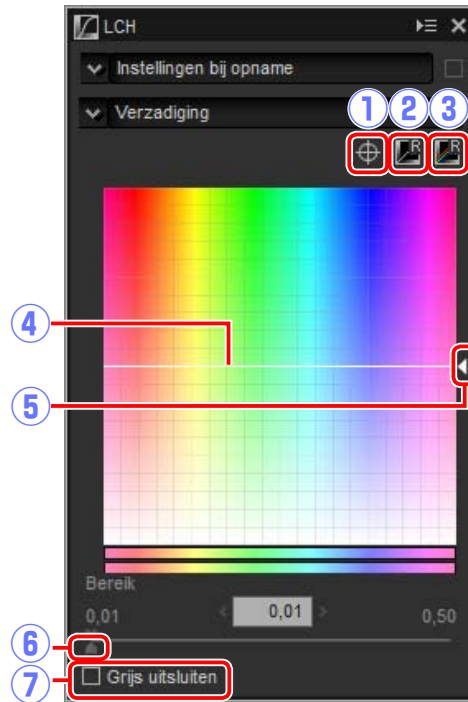 LCH
Instellingen bij opname
Verzadiging
1 2 3
R R
4
5
Bereik
0,01 0,01 0,50
6
7
Grijs uitsluiten